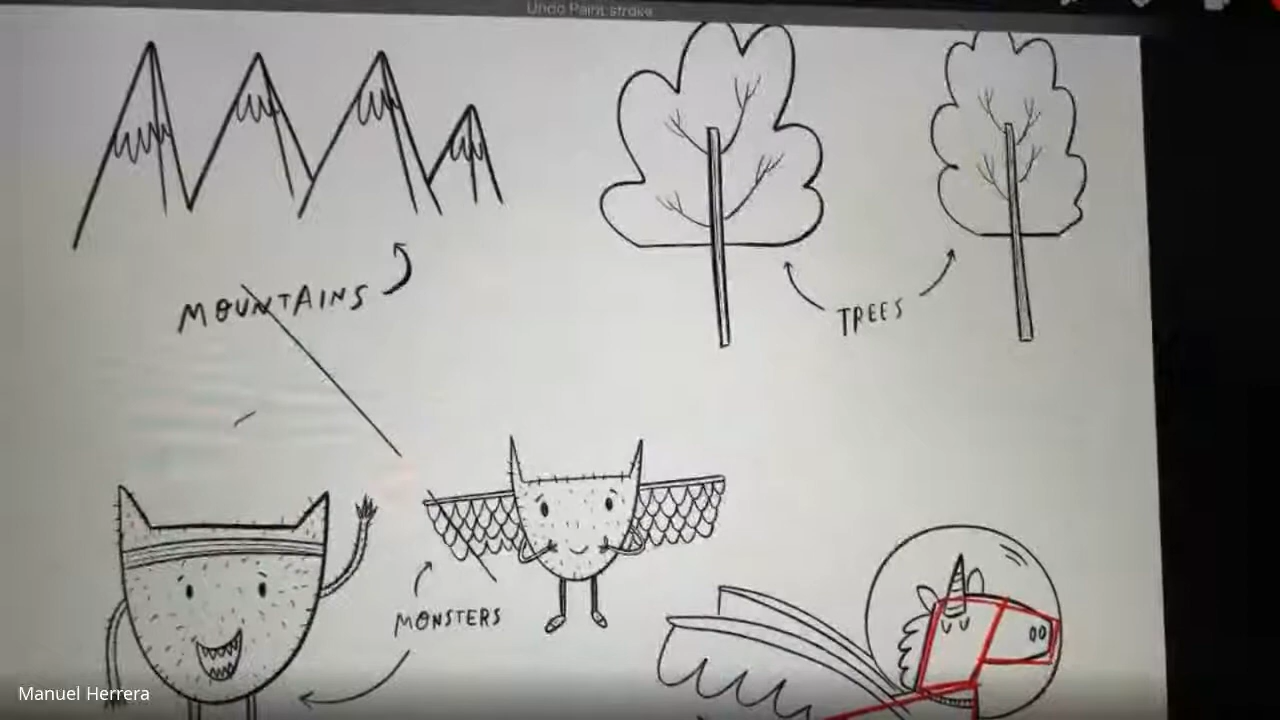 Undo Paint stroke
MOUNTAINS
TREES
MONSTERS
Manuel Herrera